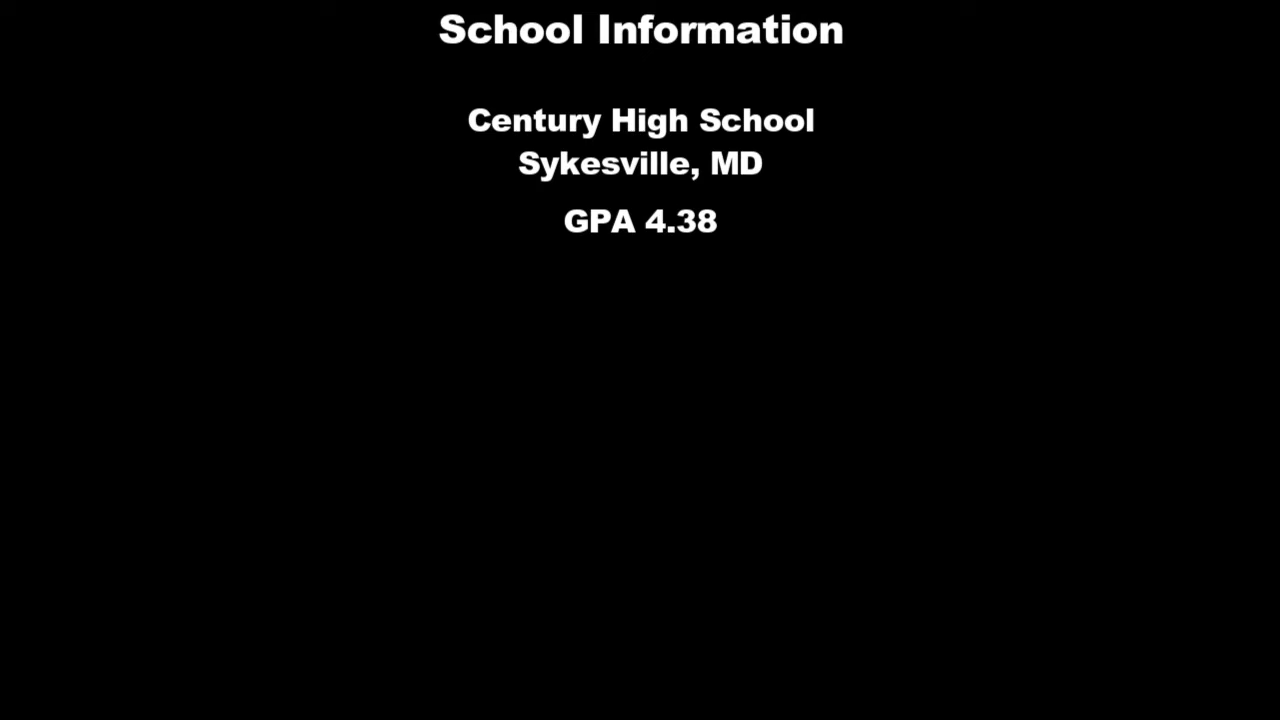 School Information
Century High School
Sykesville, MD
GPA 4.38